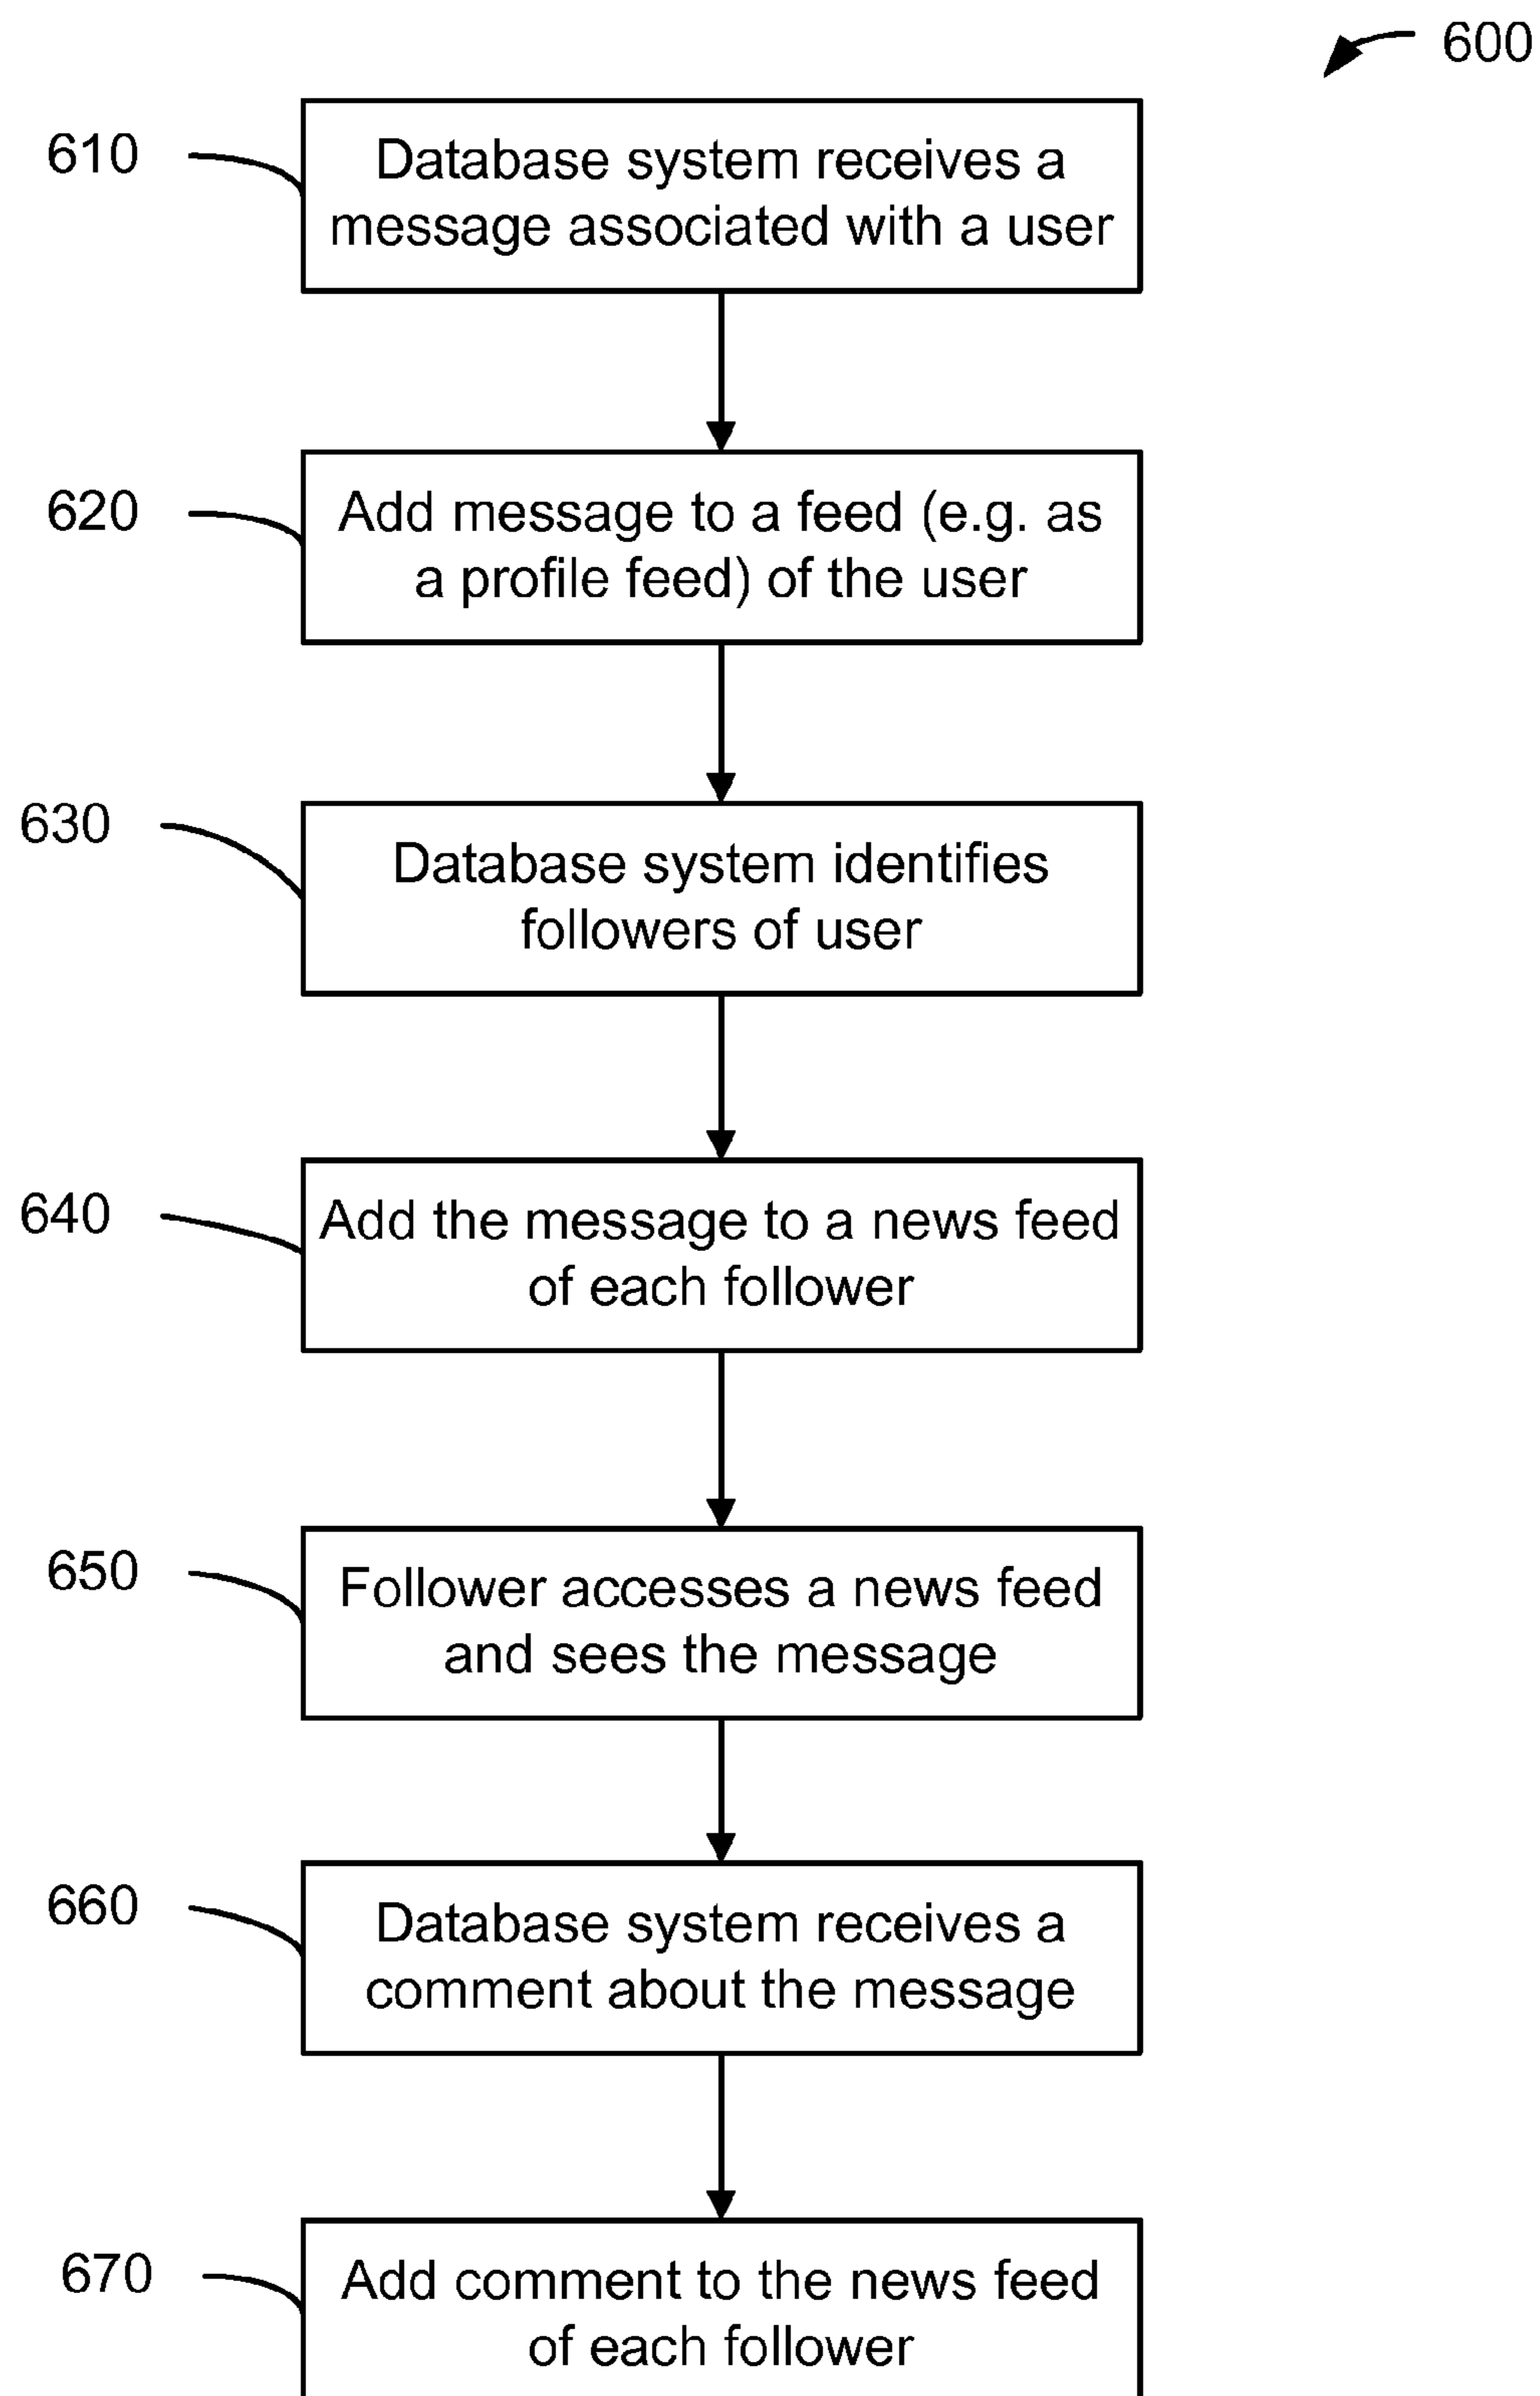 600
610
Database system receives a
message associated with a user
620
Add message to a feed (e.g. as
a profile feed) of the user
630
Database system identifies
followers of user
640
Add the message to a news feed
of each follower
650
Follower accesses a news feed
and sees the message
660
Database system receives a
comment about the message
670
Add comment to the news feed
of each follower